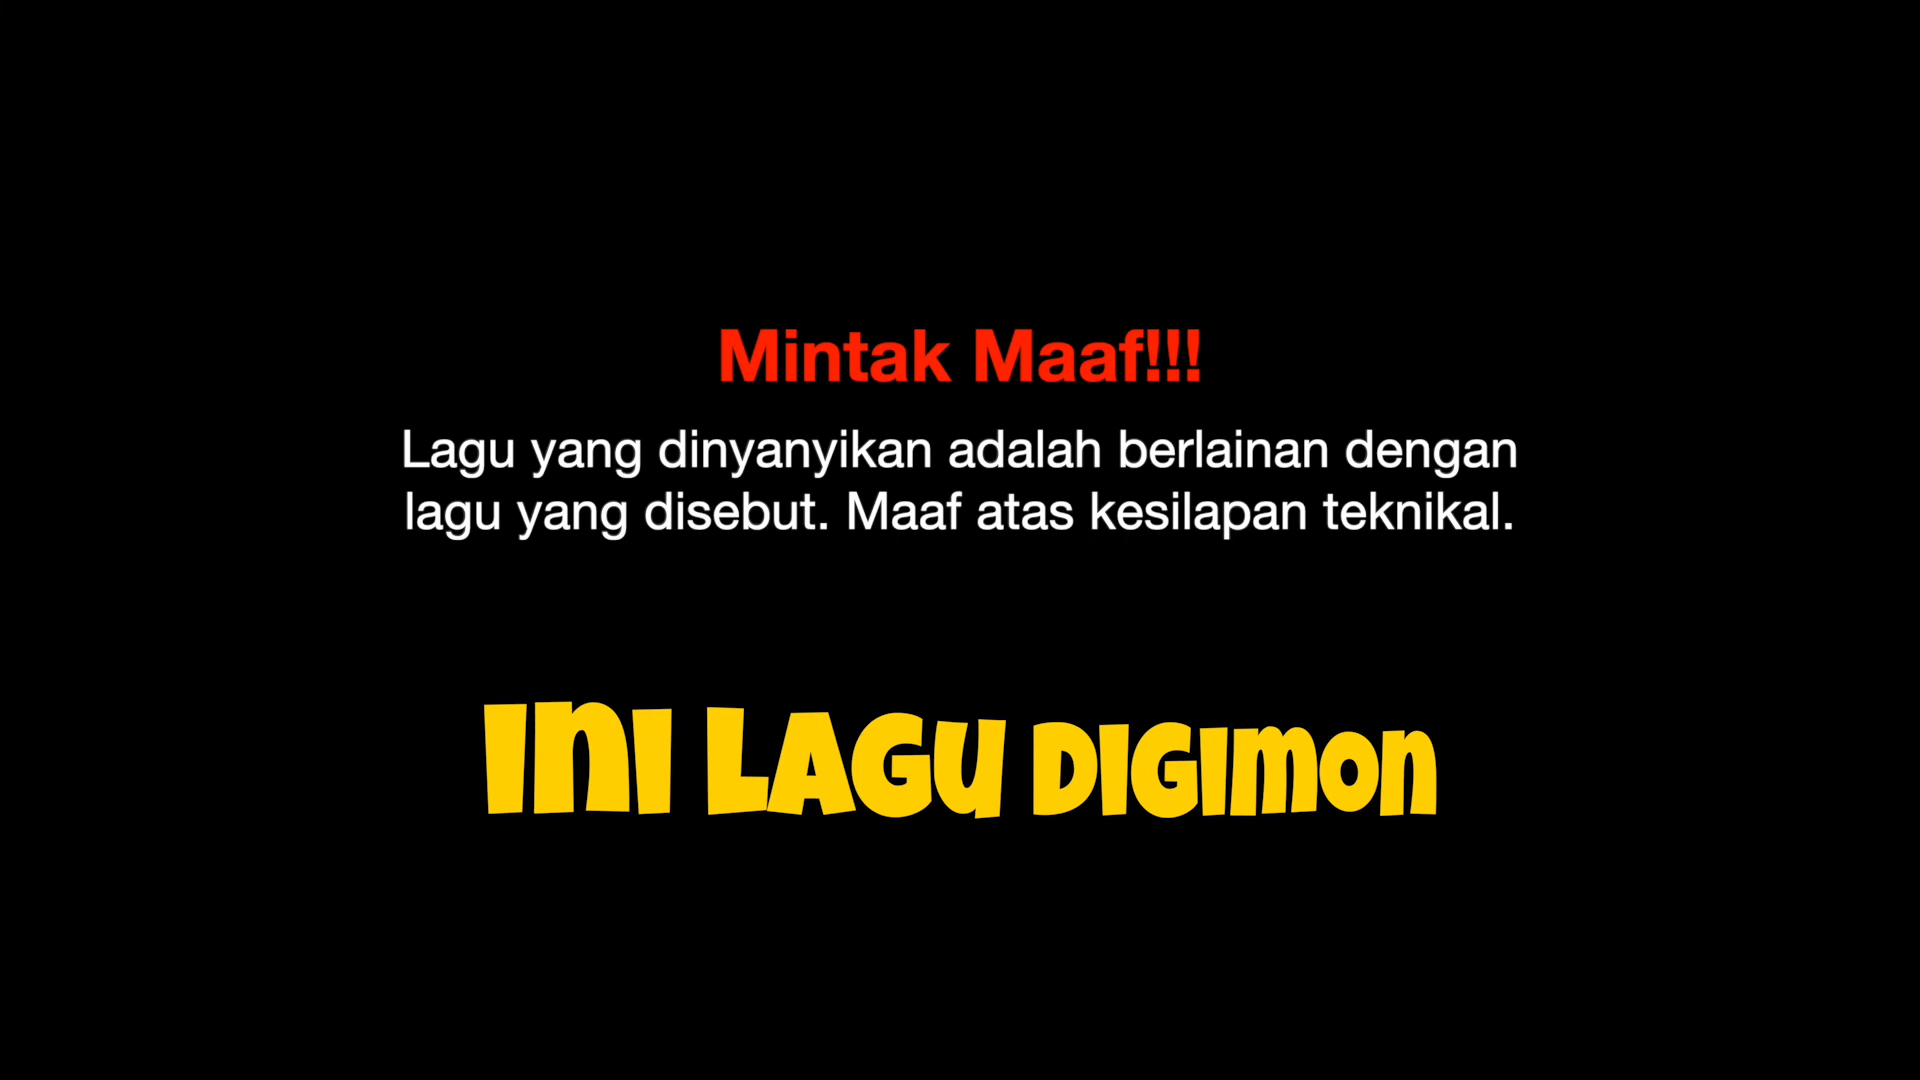 Mintak Maaf!!!
Lagu yang dinyanyikan adalah berlainan dengan
lagu yang disebut. Maaf atas kesilapan teknikal.
INI LAGU DIGIMON